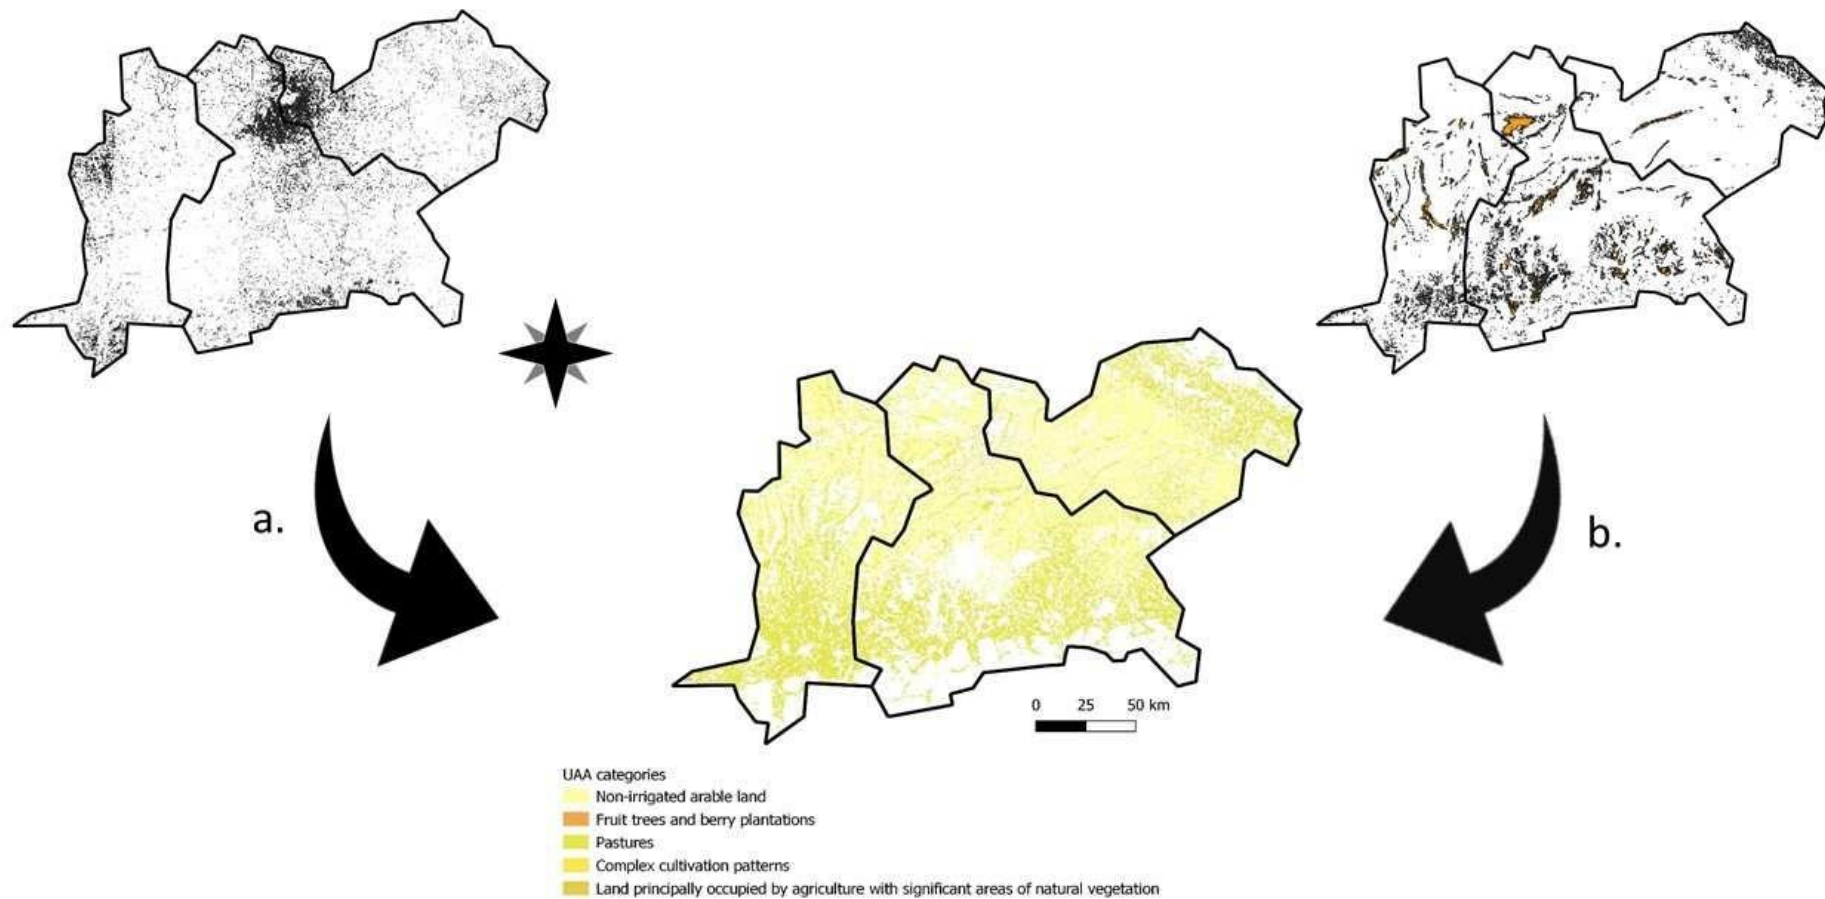 a.
b.
0 25 50 km
UAA categories
Non-irrigated arable land
Fruit trees and berry plantations
Pastures
Complex cultivation patterns
Land principally occupied by agriculture with significant areas of natural vegetation